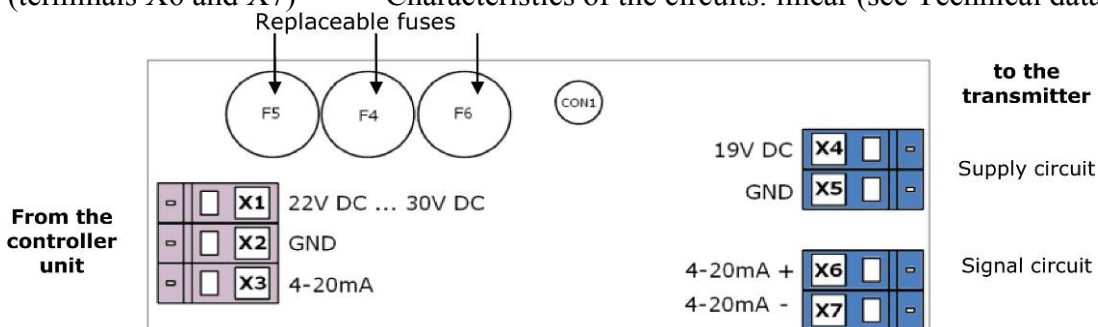 (terminals X6 and X7) Characteristics of the circuits: linear (see Technical data
Replaceable fuses
F5 F4 F6 CON1
to the
transmitter
19V DC X4
Supply circuit
GND X5
From the
controller
unit
X1 22V DC ... 30V DC
X2 GND
X3 4-20mA
4-20mA + X6
Signal circuit
4-20mA - X7